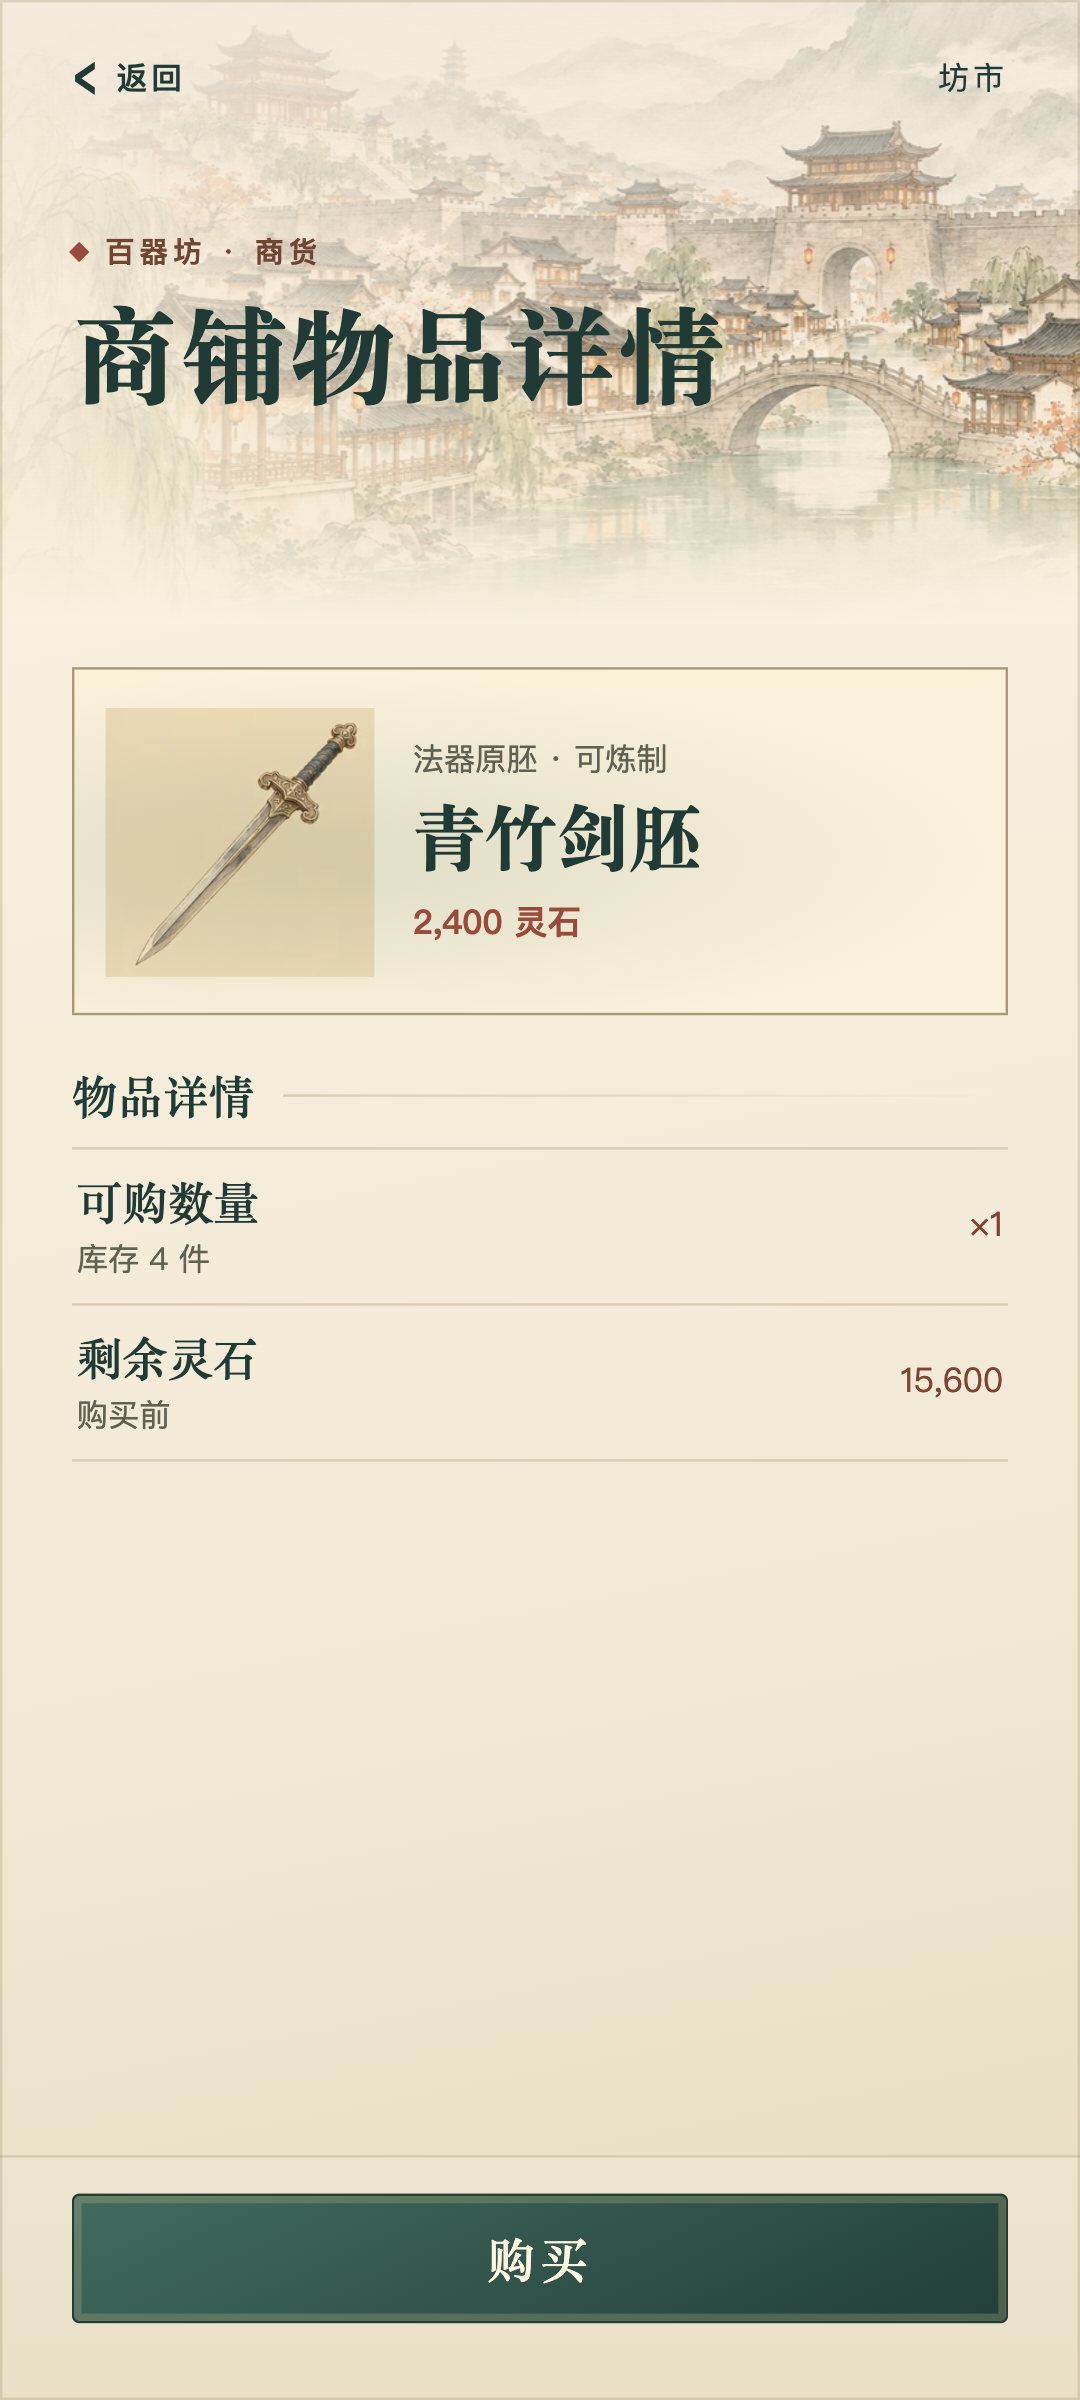 返回
坊市
百器坊 · 商货
商铺物品详情
法器原胚 · 可炼制
青竹剑胚
2,400 灵石
物品详情
可购数量
库存 4 件
×1
剩余灵石
购买前
15,600
购买